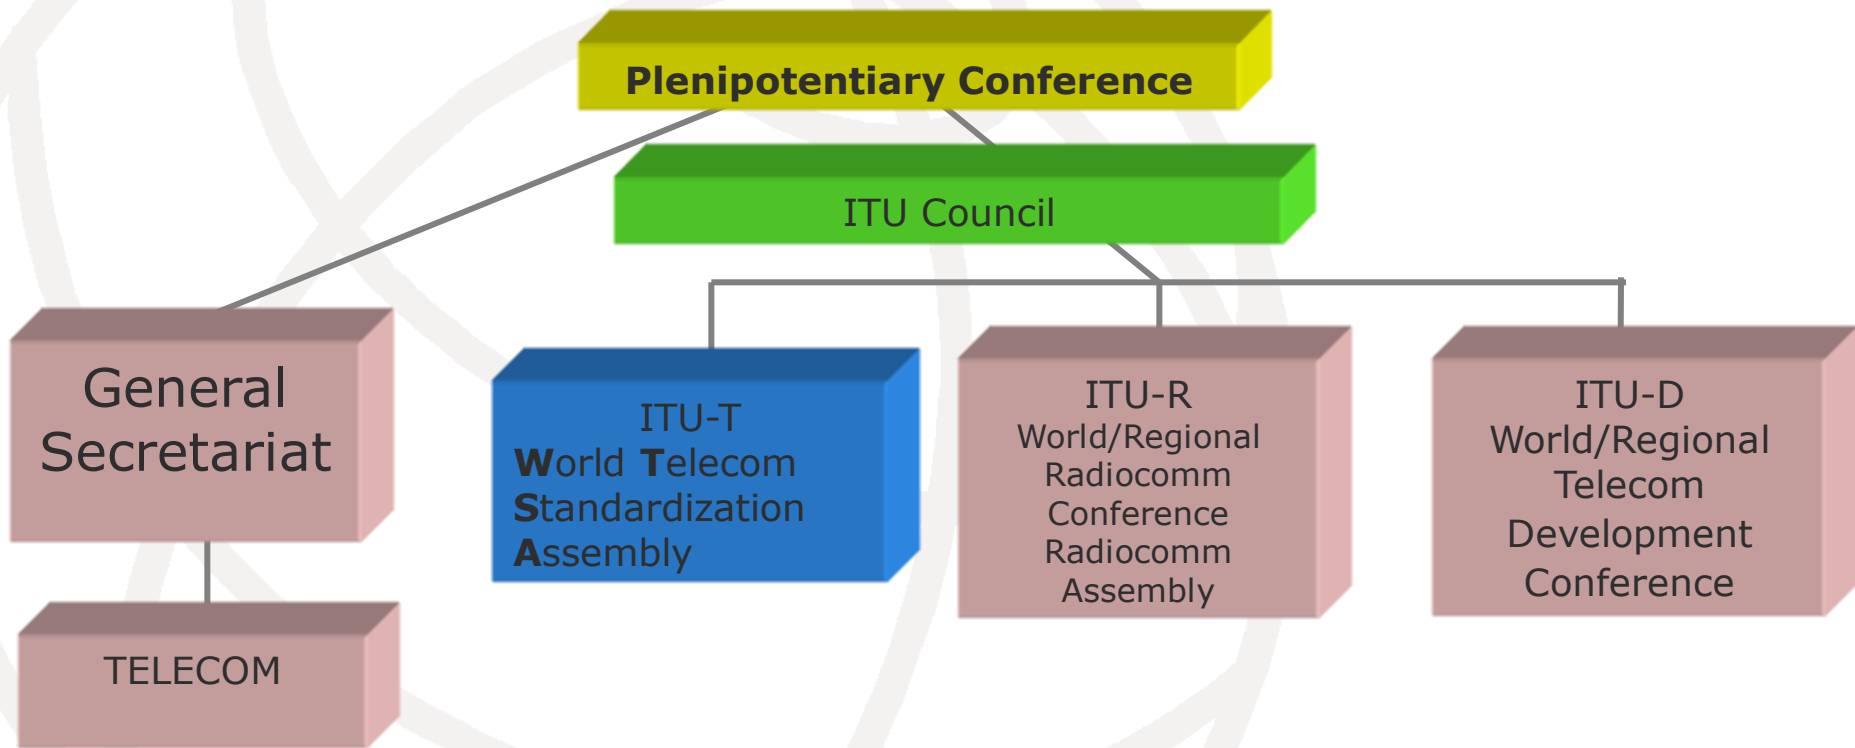 Plenipotentiary Conference
ITU Council
General
Secretariat
TELECOM
ITU-T
World Telecom
Standardization
Assembly
ITU-R
World/Regional
Radiocomm
Conference
Radiocomm
Assembly
ITU-D
World/Regional
Telecom
Development
Conference